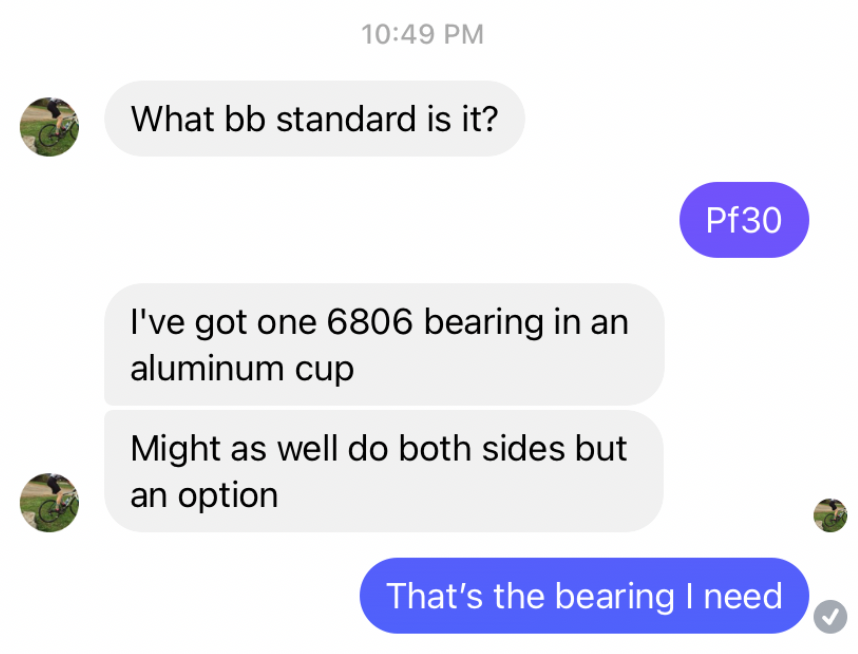 10:49 PM
What bb standard is it?
Pf30
I've got one 6806 bearing in an
aluminum cup
Might as well do both sides but
an option
That’s the bearing I need